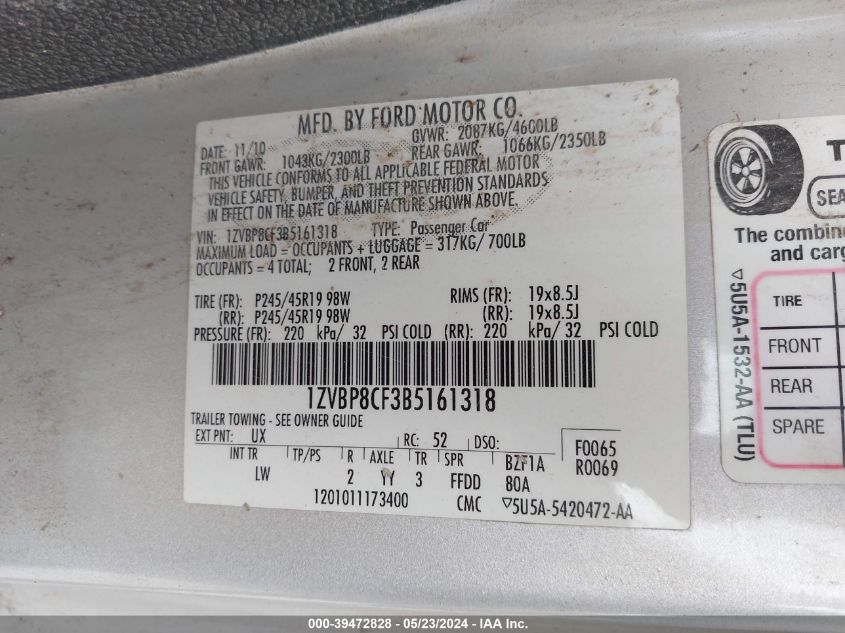 MFD. BY FORD MOTOR CO.
DATE: 11/10 GVWR: 2087KG/4600LB
FRONT GAWR: 1043KG/2300LB REAR GAWR: 1066KG/2350LB
THIS VEHICLE CONFORMS TO ALL APPLICABLE FEDERAL MOTOR
VEHICLE SAFETY, BUMPER, AND THEFT PREVENTION STANDARDS
IN EFFECT ON THE DATE OF MANUFACTURE SHOWN ABOVE.
VIN: 1ZVBP8CF3B5161318 TYPE: Passenger Car
MAXIMUM LOAD = OCCUPANTS + LUGGAGE = 317KG/ 700LB
OCCUPANTS = 4 TOTAL; 2 FRONT, 2 REAR
TIRE (FR): P245/45R19 98W RIMS (FR): 19x8.5J
(RR): P245/45R19 98W (RR): 19x8.5J
PRESSURE (FR): 220 kPa/ 32 PSI COLD (RR): 220 kPa/ 32 PSI COLD
1ZVBP8CF3B5161318
TRAILER TOWING - SEE OWNER GUIDE
EXT PNT: UX RC: 52 DSO: F0065
INT TR TP/PS R AXLE TR SPR BZF1A R0069
LW 2 YY 3 FFDD 80A
1201011173400 CMC ▽5U5A-5420472-AA
T
SEA
The combin
and carg
TIRE
FRONT
REAR
SPARE
▽5U5A-1532-AA (TLU)
000-39472828 - 05/23/2024 - IAA Inc.